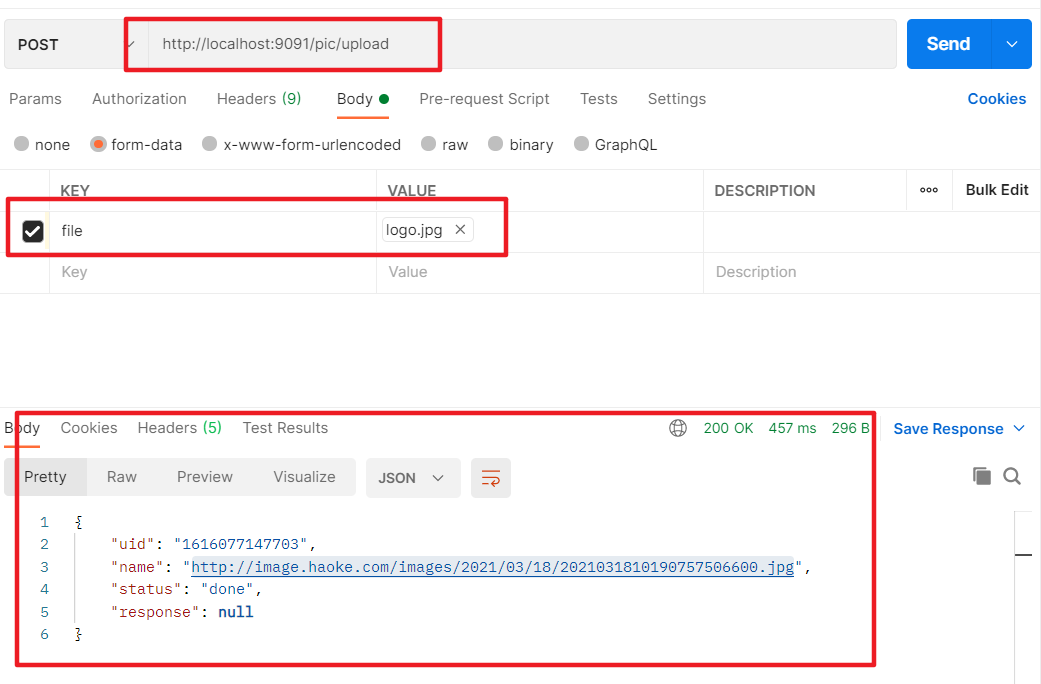 POST http://localhost:9091/pic/upload Send
Params Authorization Headers (9) Body Pre-request Script Tests Settings Cookies
none form-data x-www-form-urlencoded raw binary GraphQL
KEY VALUE DESCRIPTION ooo Bulk Edit
file logo.jpg
Key Value Description
Body Cookies Headers (5) Test Results 200 OK 457 ms 296 B Save Response
Pretty Raw Preview Visualize JSON
1 {
2 "uid": "1616077147703",
3 "name": "http://image.haoke.com/images/2021/03/18/2021031810190757506600.jpg",
4 "status": "done",
5 "response": null
6 }